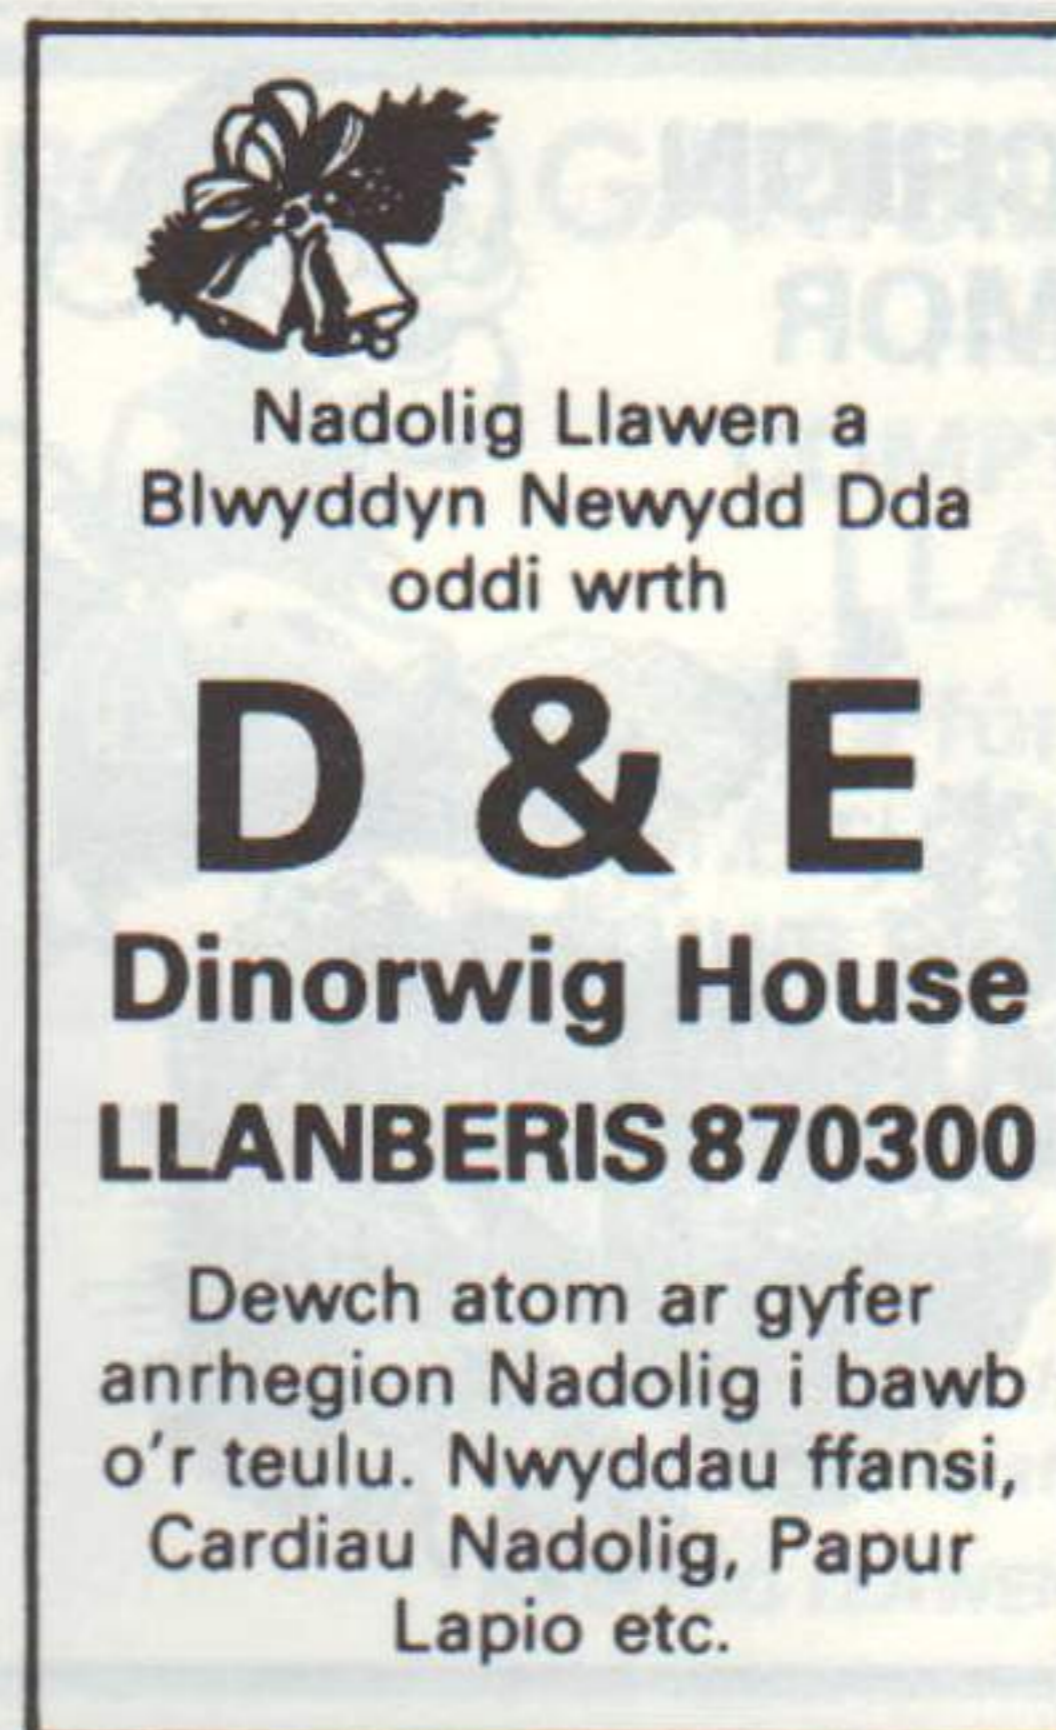 Nadolig Llawen a
Blwyddyn Newydd Dda
oddi wrth
D & E
Dinorwig House
LLANBERIS 870300
Dewch atom ar gyfer
anrhegion Nadolig i bawb
o'r teulu. Nwyddau ffansi,
Cardiau Nadolig, Papur
Lapio etc.